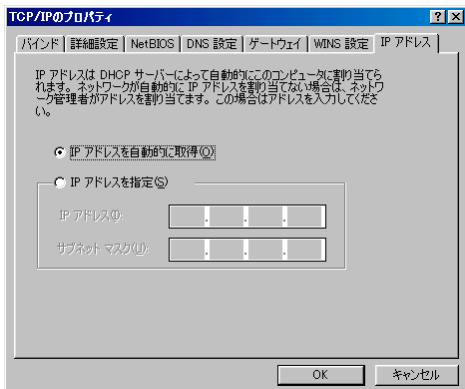 TCP/IPのプロパティ
バインド 詳細設定 NetBIOS DNS 設定 ゲートウェイ WINS 設定 IP アドレス
IP アドレスは DHCP サーバーによって自動的にこのコンピュータに割り当てら
れます。ネットワークが自動的に IP アドレスを割り当てない場合は、ネットワ
ーク管理者がアドレスを割り当てます。この場合はアドレスを入力してくださ
い。
IP アドレスを自動的に取得(O)
IP アドレスを指定(S)
IP アドレス(I):
サブネット マスク(U):
OK キャンセル